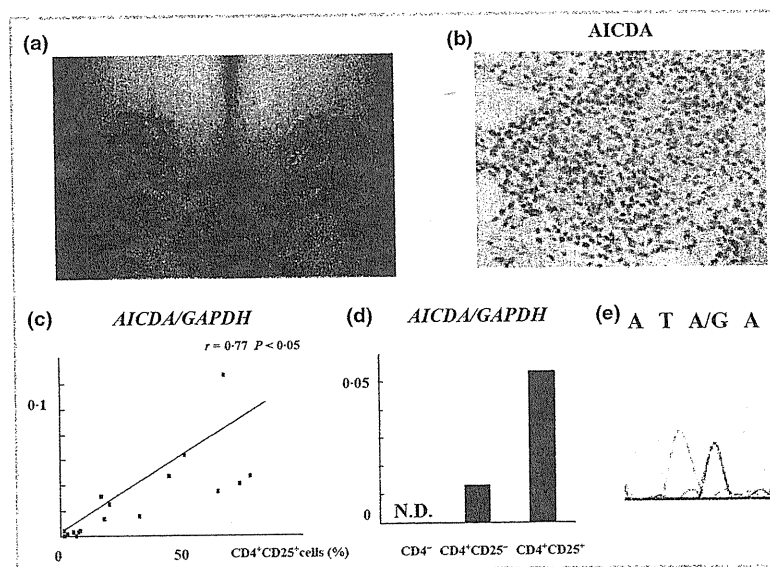 (a)
(b)
AICDA
(c)
AICDA/GAPDH
r = 0·77 P < 0·05
0·1
0
50
CD4⁺CD25⁺cells (%)
(d)
AICDA/GAPDH
0·05
0
N.D.
CD4⁻ CD4⁺CD25⁻ CD4⁺CD25⁺
(e)
A T A/G A